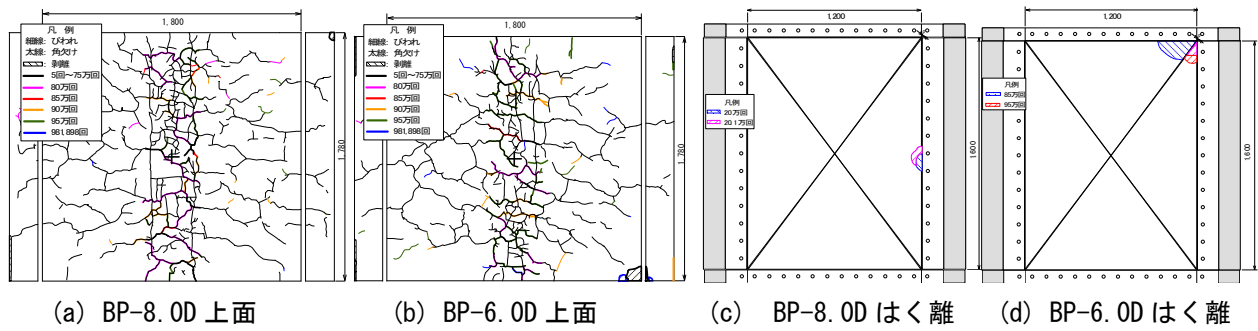 1,800
凡 例
細線: びわれ
太線: 角欠け
: 剥離
5回～75万回
80万回
85万回
90万回
95万回
981,898回
1,780
(a) BP-8.0D 上面
1,800
凡 例
細線: びわれ
太線: 角欠け
: 剥離
5回～75万回
80万回
85万回
90万回
95万回
981,898回
1,780
(b) BP-6.0D 上面
1,200
凡例
20万回
20.1万回
1,600
(c) BP-8.0D はく離
1,200
凡例
85万回
95万回
1,600
(d) BP-6.0D はく離